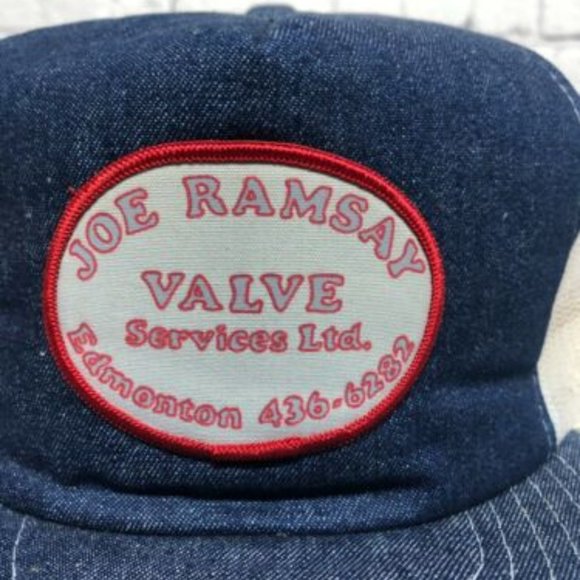 JOE RAMSAY
VALVE
Services Ltd.
Edmonton 436-6282